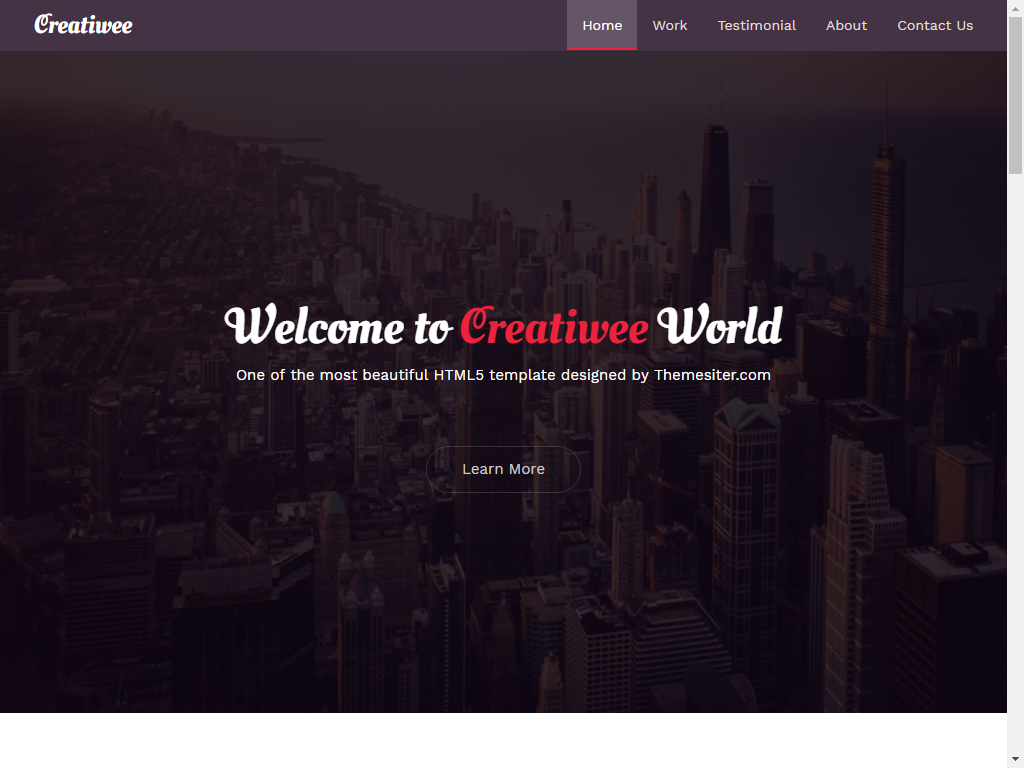 Creatiwee
Home Work Testimonial About Contact Us
Welcome to Creatiwee World
One of the most beautiful HTML5 template designed by Themesiter.com
Learn More